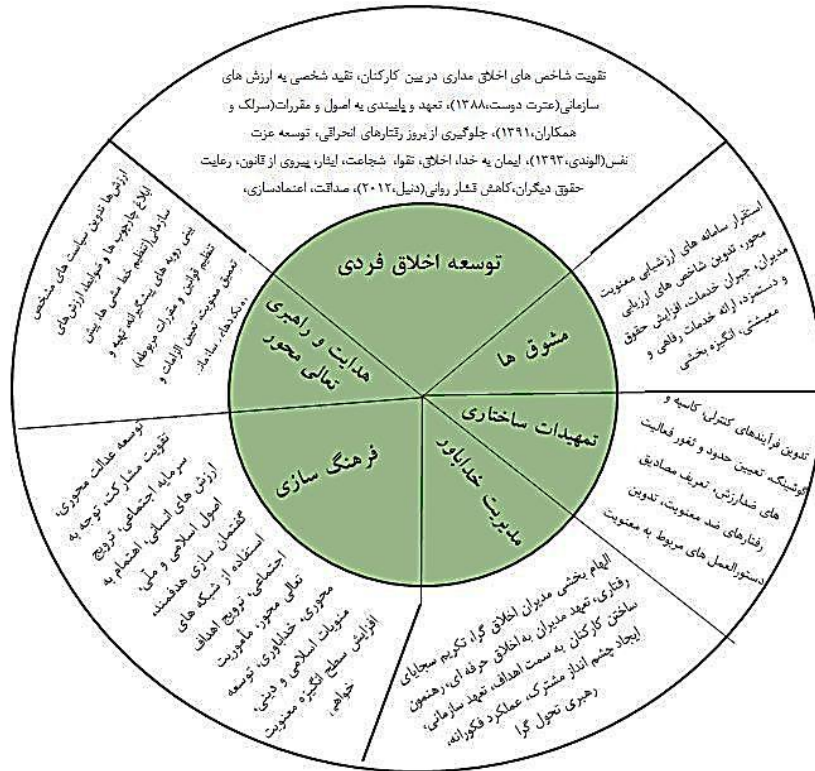 تقویت شاخص های اخلاق مداری در بین کارکنان، تقید شخصی به ارزش های
سازمانی(عترت دوست،۱۳۸۸)، تعهد و پایبندی به اصول و مقررات(سرلک و
همکاران،۱۳۹۱)، جلوگیری از بروز رفتارهای انحراقی، توسعه عزت
نفس(الوندی،۱۳۹۳)، ایمان به خدا، اخلاق، تقوا، شجاعت، ایثار، پیروی از قانون، رعایت
حقوق دیگران،کاهش فشار روانی(دنیل،۲۰۱۲)، صداقت، اعتمادسازی،
توسعه اخلاق فردی
مشوق ها
استقرار سامانه های ارزشیابی معنویت
محور، تدوین شاخص های ارزیابی
مدیران، جبران خدمات، افزایش حقوق
و دستمزد، ارائه خدمات رفاهی و
معیشتی، انگیزه بخشی
تمهیدات ساختاری
تدوین فرآیندهای کنترلی، کاسبه و
گوشینگ، تعیین حدود و ثغور فعالیت
های ضدارزش، تعریف مصادیق
رفتارهای ضد معنویت، تدوین
دستورالعمل های مربوط به معنویت
مدیریت خداباور
الهام بخشی مدیران اخلاق گرا، تکریم سجایای
رفتاری، تعهد مدیران به اخلاق حرفه ای، رهنمون
ساختن کارکنان به سمت اهداف، تعهد سازمانی،
ایجاد چشم انداز مشترک، عملکرد فکورانه،
رهبری تحول گرا
فرهنگ سازی
توسعه عدالت محوری،
تقویت مشارکت، توجه به
سرمایه اجتماعی، ترویج
ارزش های انسانی، اهتمام به
اصول اسلامی و ملّی،
گفتمان سازی هدفمند،
استفاده از شبکه های
اجتماعی، ترویج اهداف
تعالی محور، مأموریت
محوری، خداباوری، توسعه
منویات اسلامی و دینی،
افزایش سطح انگیزه معنویت
خواهی،
هدایت و راهبری
تعالی محور
ارزش‌ها تدوین سیاست های مشخص
ابلاغ چارچوب ها و ضوابط ارزش‌های
سازمانی(تنظیم خط مشی ها، پیش
بینی رویه های پیشگیرانه تهیه و
تنظیم قوانین و مقررات مربوطه)،
تعمیق معنویت، تعیین الزامات و